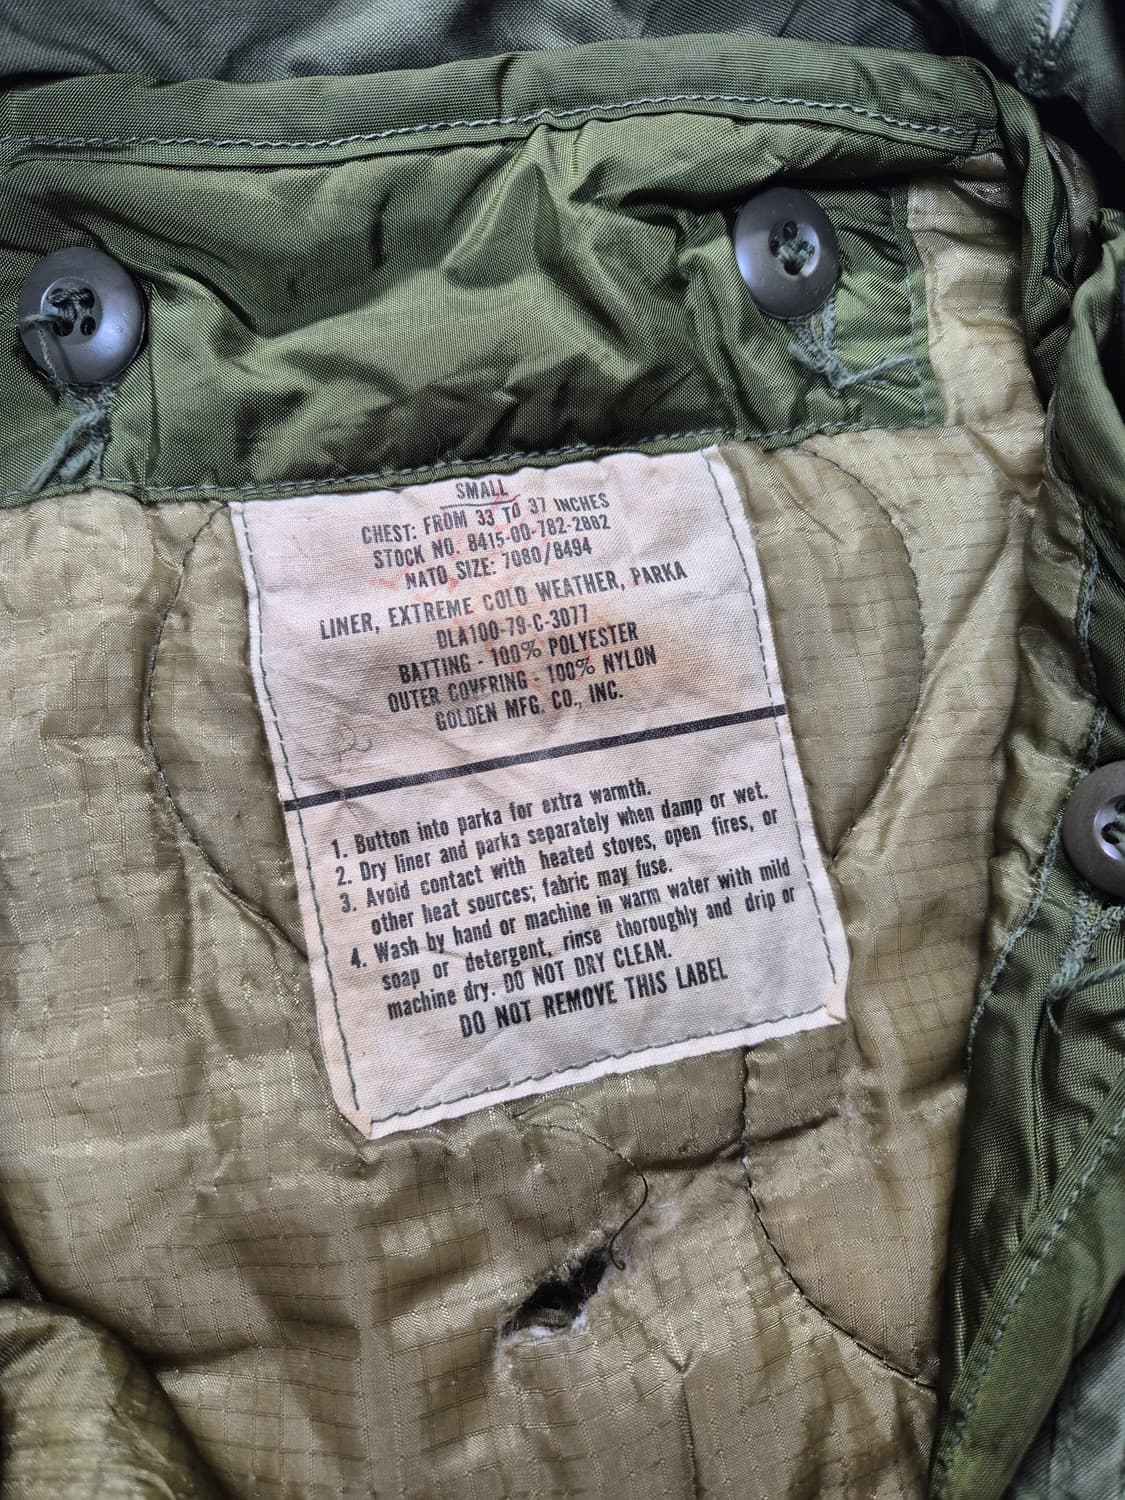 SMALL
CHEST: FROM 33 TO 37 INCHES
STOCK NO. 8415-00-782-2882
NATO SIZE: 7080/8494
LINER, EXTREME COLD WEATHER, PARKA
DLA100-79-C-3077
BATTING - 100% POLYESTER
OUTER COVERING - 100% NYLON
GOLDEN MFG. CO., INC.
1. Button into parka for extra warmth.
2. Dry liner and parka separately when damp or wet.
3. Avoid contact with heated stoves, open fires, or
other heat sources; fabric may fuse.
4. Wash by hand or machine in warm water with mild
soap or detergent, rinse thoroughly and drip or
machine dry. DO NOT DRY CLEAN.
DO NOT REMOVE THIS LABEL